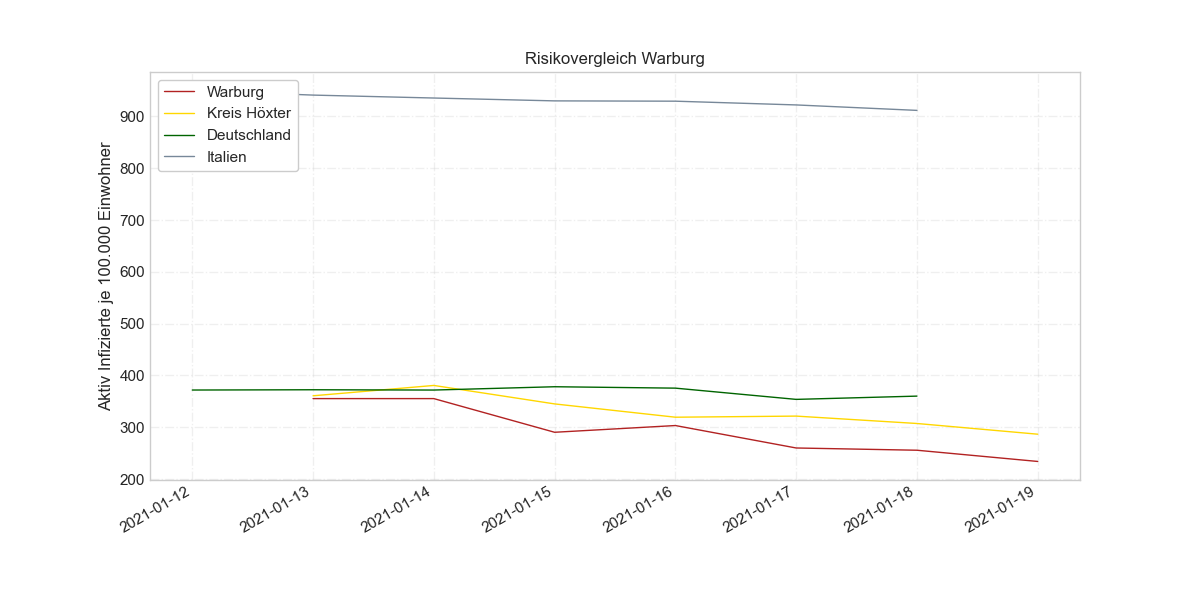 Risikovergleich Warburg
Warburg
Kreis Höxter
Deutschland
Italien
Aktiv Infizierte je 100.000 Einwohner
900
800
700
600
500
400
300
200
2021-01-12
2021-01-13
2021-01-14
2021-01-15
2021-01-16
2021-01-17
2021-01-18
2021-01-19